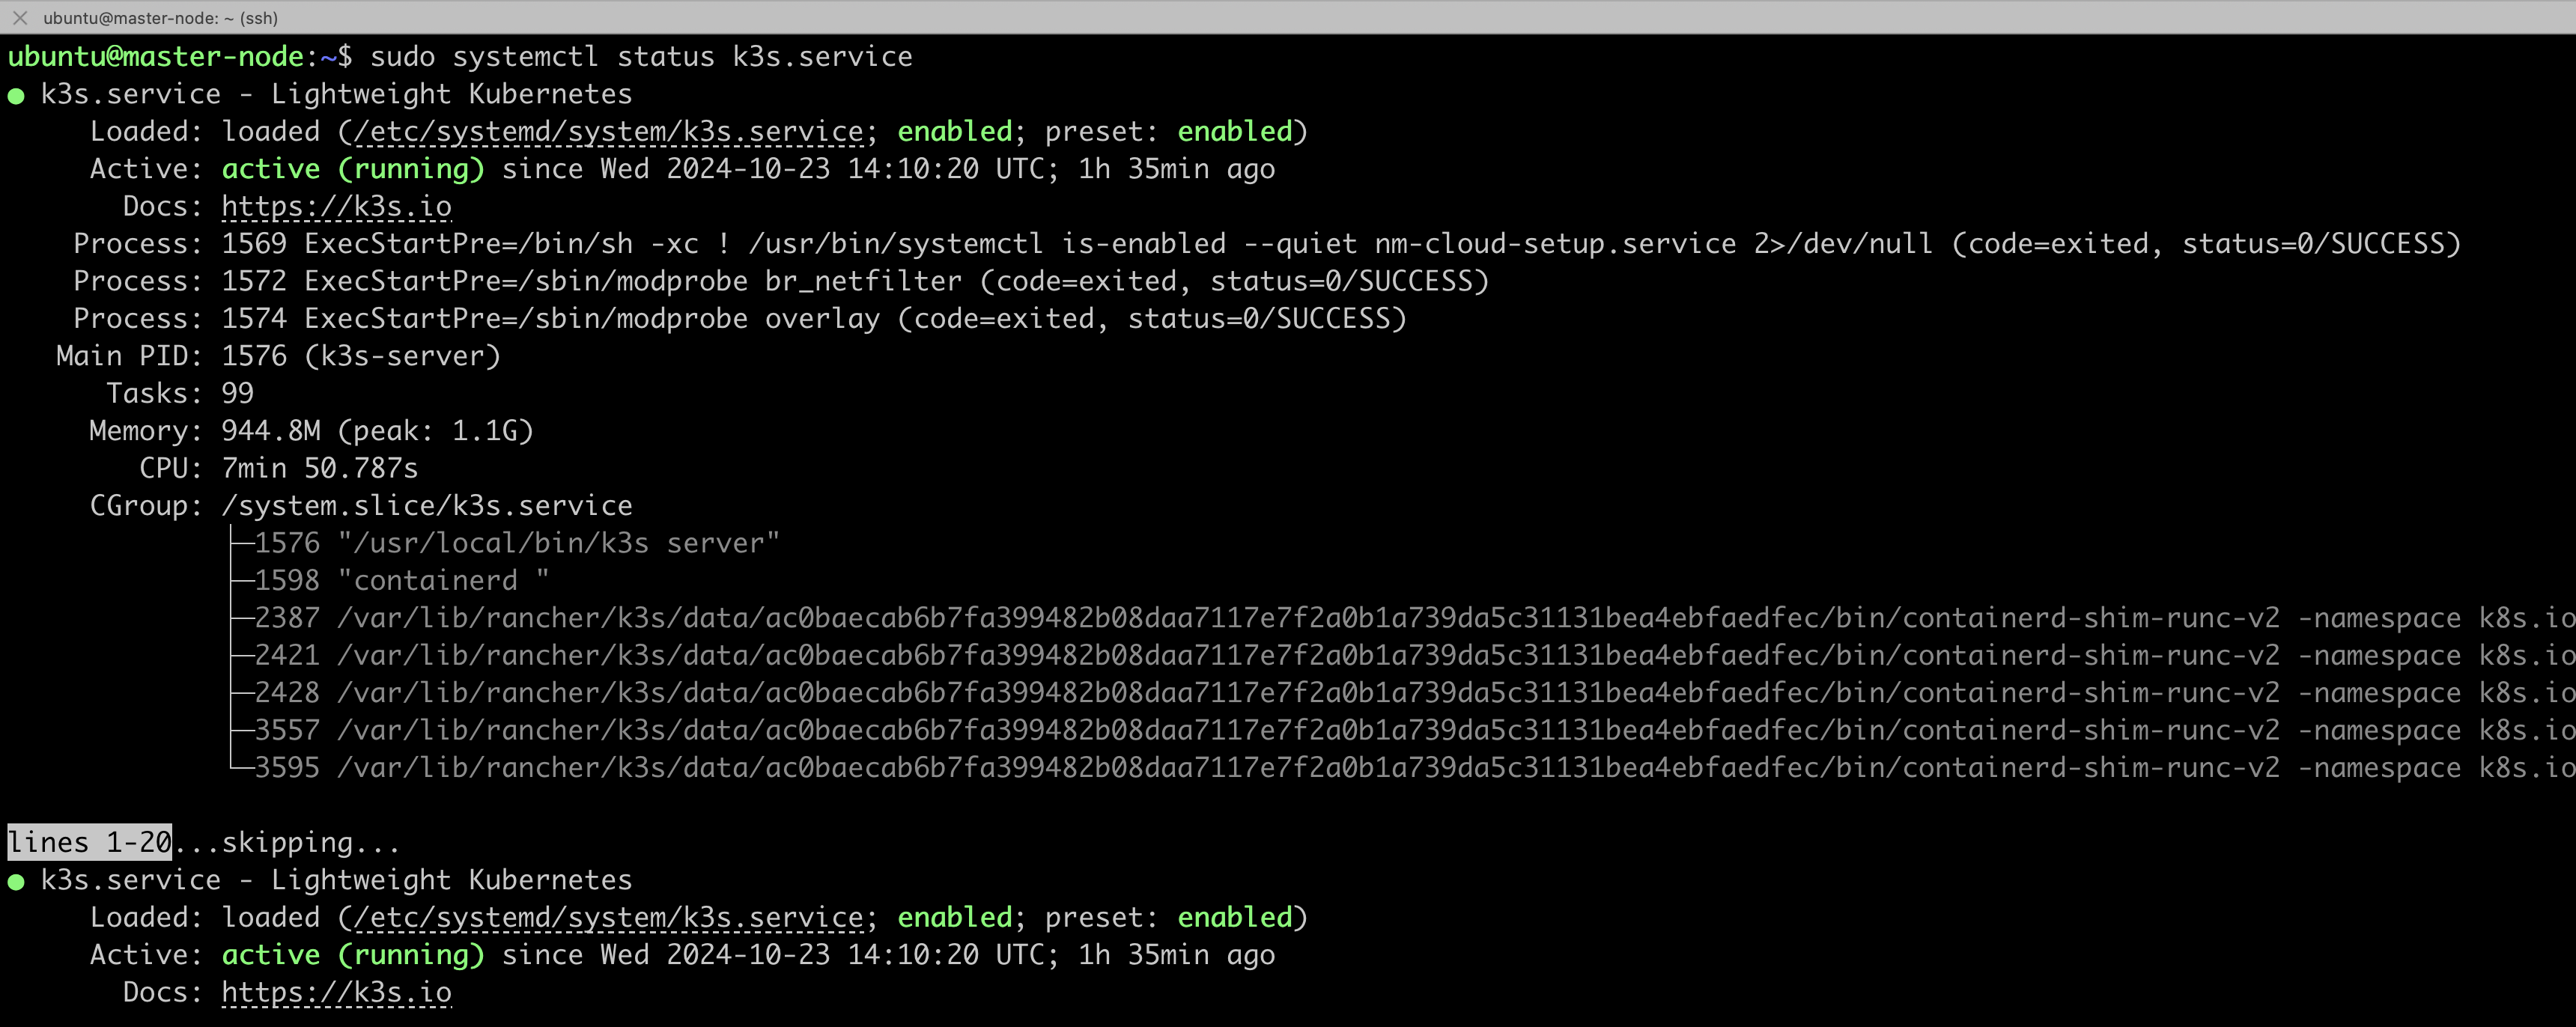 ubuntu@master-node: ~ (ssh)
ubuntu@master-node:~$ sudo systemctl status k3s.service
● k3s.service - Lightweight Kubernetes
     Loaded: loaded (/etc/systemd/system/k3s.service; enabled; preset: enabled)
     Active: active (running) since Wed 2024-10-23 14:10:20 UTC; 1h 35min ago
       Docs: https://k3s.io
    Process: 1569 ExecStartPre=/bin/sh -xc ! /usr/bin/systemctl is-enabled --quiet nm-cloud-setup.service 2>/dev/null (code=exited, status=0/SUCCESS)
    Process: 1572 ExecStartPre=/sbin/modprobe br_netfilter (code=exited, status=0/SUCCESS)
    Process: 1574 ExecStartPre=/sbin/modprobe overlay (code=exited, status=0/SUCCESS)
   Main PID: 1576 (k3s-server)
      Tasks: 99
     Memory: 944.8M (peak: 1.1G)
        CPU: 7min 50.787s
     CGroup: /system.slice/k3s.service
             ├─1576 "/usr/local/bin/k3s server"
             ├─1598 "containerd "
             ├─2387 /var/lib/rancher/k3s/data/ac0baecab6b7fa399482b08daa7117e7f2a0b1a739da5c31131bea4ebfaedfec/bin/containerd-shim-runc-v2 -namespace k8s.io
             ├─2421 /var/lib/rancher/k3s/data/ac0baecab6b7fa399482b08daa7117e7f2a0b1a739da5c31131bea4ebfaedfec/bin/containerd-shim-runc-v2 -namespace k8s.io
             ├─2428 /var/lib/rancher/k3s/data/ac0baecab6b7fa399482b08daa7117e7f2a0b1a739da5c31131bea4ebfaedfec/bin/containerd-shim-runc-v2 -namespace k8s.io
             ├─3557 /var/lib/rancher/k3s/data/ac0baecab6b7fa399482b08daa7117e7f2a0b1a739da5c31131bea4ebfaedfec/bin/containerd-shim-runc-v2 -namespace k8s.io
             └─3595 /var/lib/rancher/k3s/data/ac0baecab6b7fa399482b08daa7117e7f2a0b1a739da5c31131bea4ebfaedfec/bin/containerd-shim-runc-v2 -namespace k8s.io
lines 1-20...skipping...
● k3s.service - Lightweight Kubernetes
     Loaded: loaded (/etc/systemd/system/k3s.service; enabled; preset: enabled)
     Active: active (running) since Wed 2024-10-23 14:10:20 UTC; 1h 35min ago
       Docs: https://k3s.io